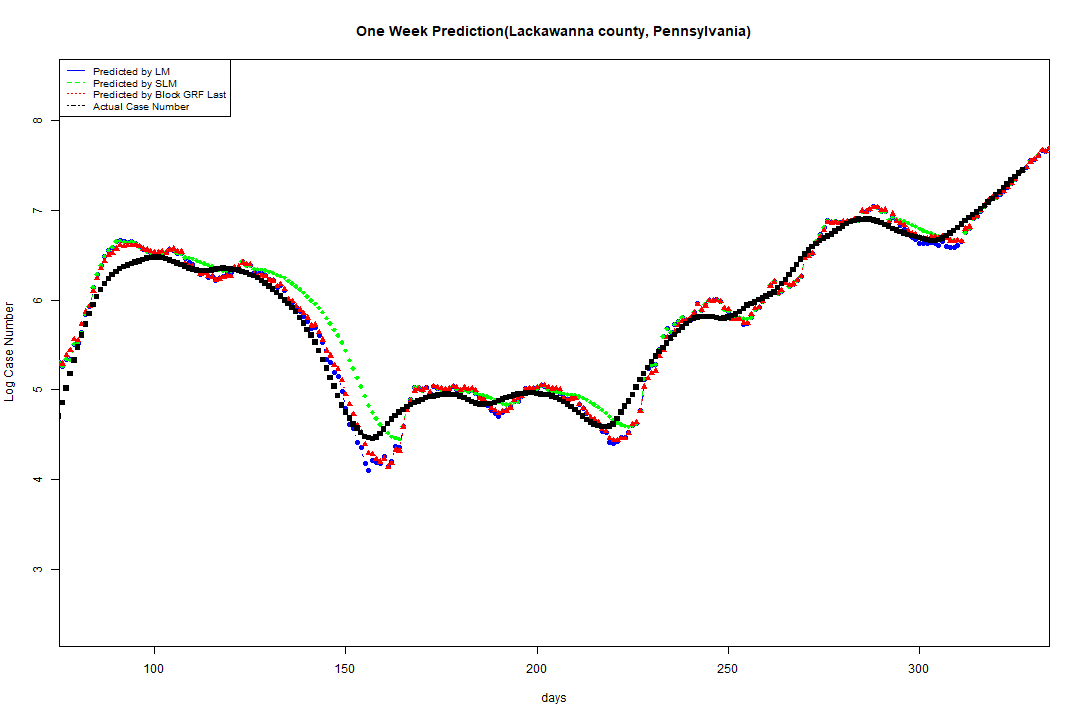 One Week Prediction(Lackawanna county, Pennsylvania)
Predicted by LM
Predicted by SLM
Predicted by Block GRF Last
Actual Case Number
8
7
6
5
4
3
Log Case Number
100 150 200 250 300
days